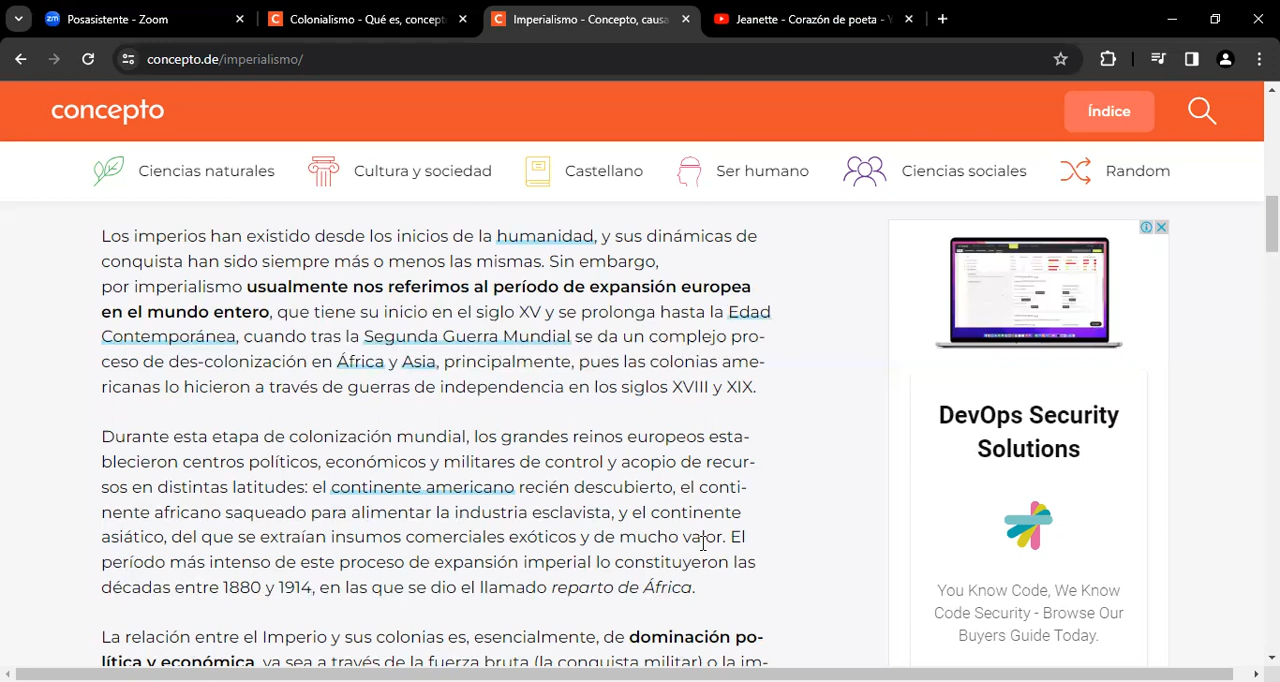 Posasistente - Zoom
Colonialismo - Qué es, concept
Imperialismo - Concepto, causa
Jeanette - Corazón de poeta -
concepto.de/imperialismo/
concepto
Índice
Ciencias naturales
Cultura y sociedad
Castellano
Ser humano
Ciencias sociales
Random
Los imperios han existido desde los inicios de la humanidad, y sus dinámicas de
conquista han sido siempre más o menos las mismas. Sin embargo,
por imperialismo usualmente nos referimos al período de expansión europea
en el mundo entero, que tiene su inicio en el siglo XV y se prolonga hasta la Edad
Contemporánea, cuando tras la Segunda Guerra Mundial se da un complejo pro-
ceso de des-colonización en África y Asia, principalmente, pues las colonias ame-
ricanas lo hicieron a través de guerras de independencia en los siglos XVIII y XIX.
Durante esta etapa de colonización mundial, los grandes reinos europeos esta-
blecieron centros políticos, económicos y militares de control y acopio de recur-
sos en distintas latitudes: el continente americano recién descubierto, el conti-
nente africano saqueado para alimentar la industria esclavista, y el continente
asiático, del que se extraían insumos comerciales exóticos y de mucho valor. El
período más intenso de este proceso de expansión imperial lo constituyeron las
décadas entre 1880 y 1914, en las que se dio el llamado reparto de África.
La relación entre el Imperio y sus colonias es, esencialmente, de dominación po-
lítica y económica, ya sea a través de la fuerza bruta (la conquista militar) o la im-
DevOps Security
Solutions
You Know Code, We Know
Code Security - Browse Our
Buyers Guide Today.